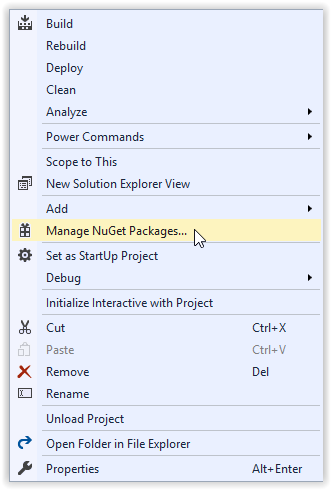 Build
Rebuild
Deploy
Clean
Analyze
Power Commands
Scope to This
New Solution Explorer View
Add
Manage NuGet Packages...
Set as StartUp Project
Debug
Initialize Interactive with Project
Cut Ctrl+X
Paste Ctrl+V
Remove Del
Rename
Unload Project
Open Folder in File Explorer
Properties Alt+Enter